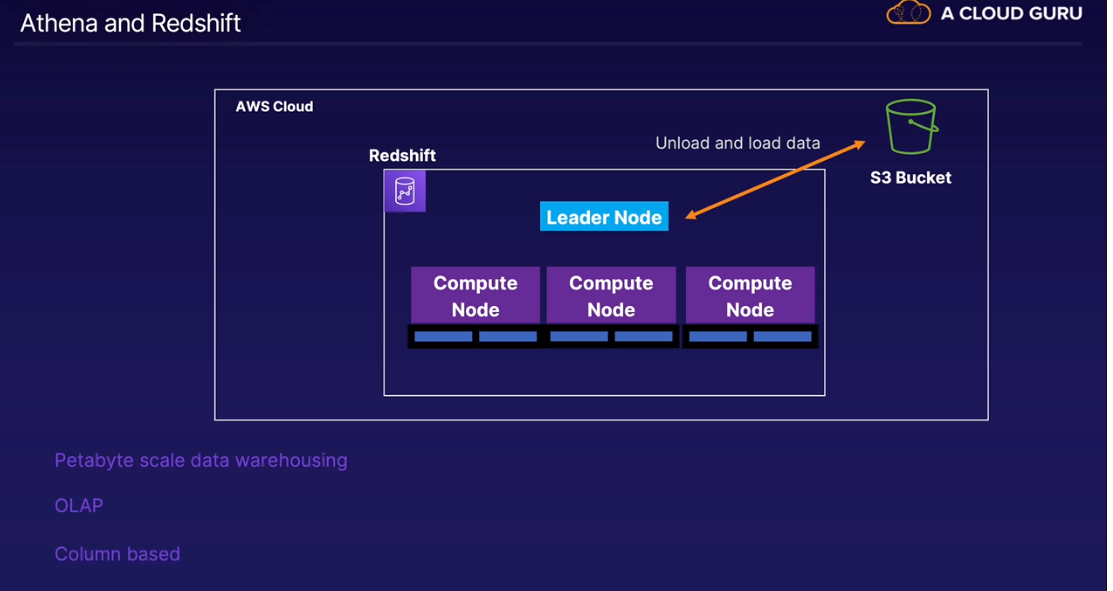 Athena and Redshift
A CLOUD GURU
AWS Cloud
Unload and load data
Redshift
S3 Bucket
Leader Node
Compute
Node
Compute
Node
Compute
Node
Petabyte scale data warehousing
OLAP
Column based